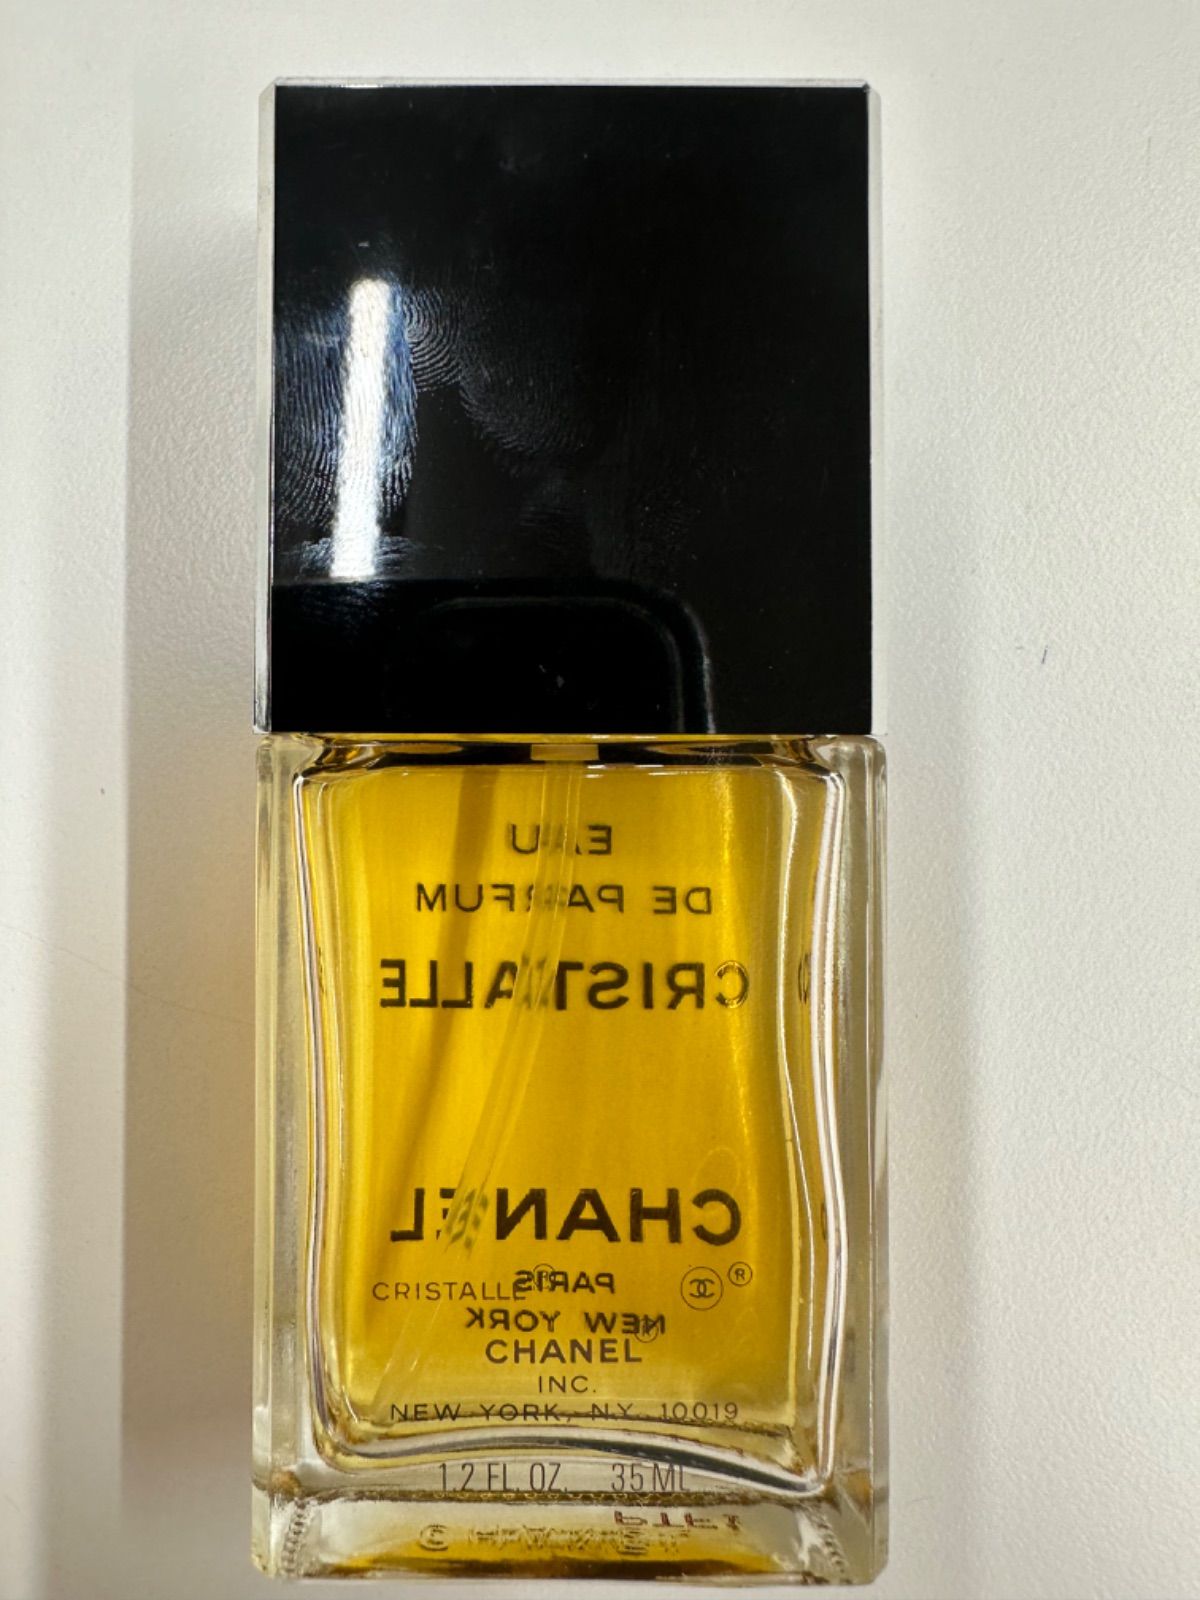 EAU
DE PARFUM
CRISTALLE
CHANEL
PARIS ®
CRISTALLE®
NEW YORK
CHANEL®
INC.
NEW YORK, N.Y. 10019
1.2 FL. OZ. 35 ML